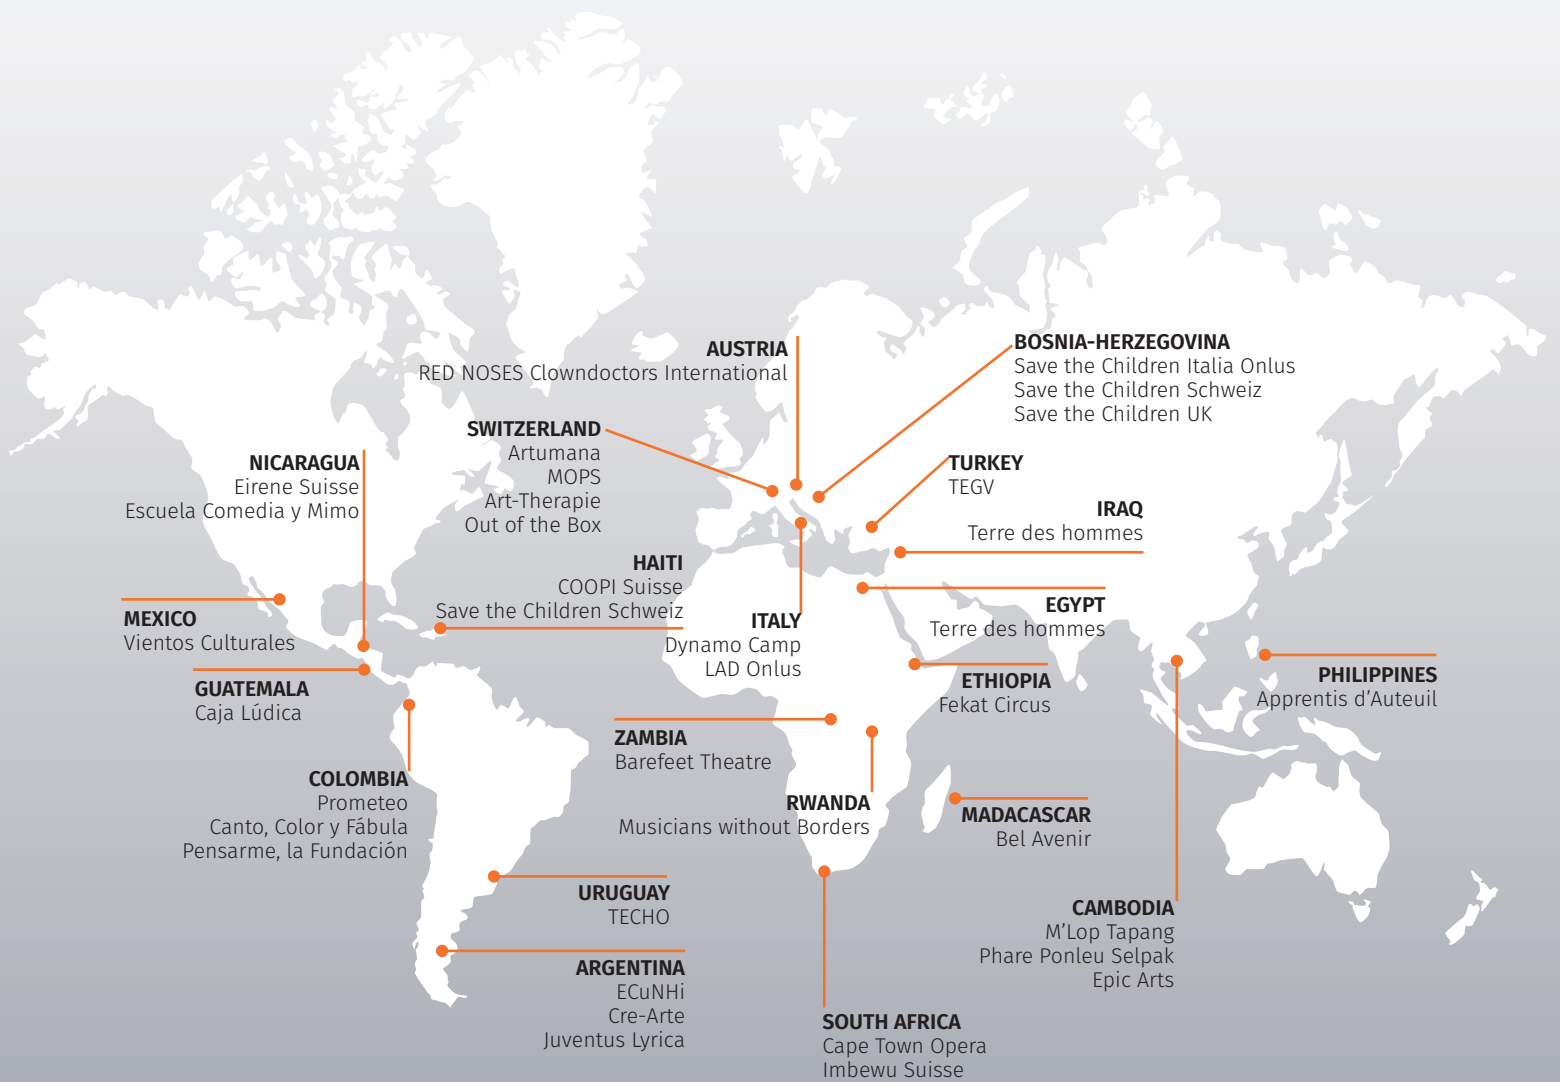 AUSTRIA
RED NOSES Clowndoctors International
BOSNIA-HERZEGOVINA
Save the Children Italia Onlus
Save the Children Schweiz
Save the Children UK
SWITZERLAND
Artumana
MOPS
Art-Therapie
Out of the Box
NICARAGUA
Eirene Suisse
Escuela Comedia y Mimo
TURKEY
TEGV
IRAQ
Terre des hommes
HAITI
COOPI Suisse
Save the Children Schweiz
MEXICO
Vientos Culturales
ITALY
Dynamo Camp
LAD Onlus
EGYPT
Terre des hommes
GUATEMALA
Caja Lúdica
ETHIOPIA
Fekat Circus
PHILIPPINES
Apprentis d’Auteuil
ZAMBIA
Barefeet Theatre
COLOMBIA
Prometeo
Canto, Color y Fábula
Pensarme, la Fundación
RWANDA
Musicians without Borders
MADACASCAR
Bel Avenir
URUGUAY
TECHO
CAMBODIA
M’Lop Tapang
Phare Ponleu Selpak
Epic Arts
ARGENTINA
ECuNHi
Cre-Arte
Juventus Lyrica
SOUTH AFRICA
Cape Town Opera
Imbewu Suisse